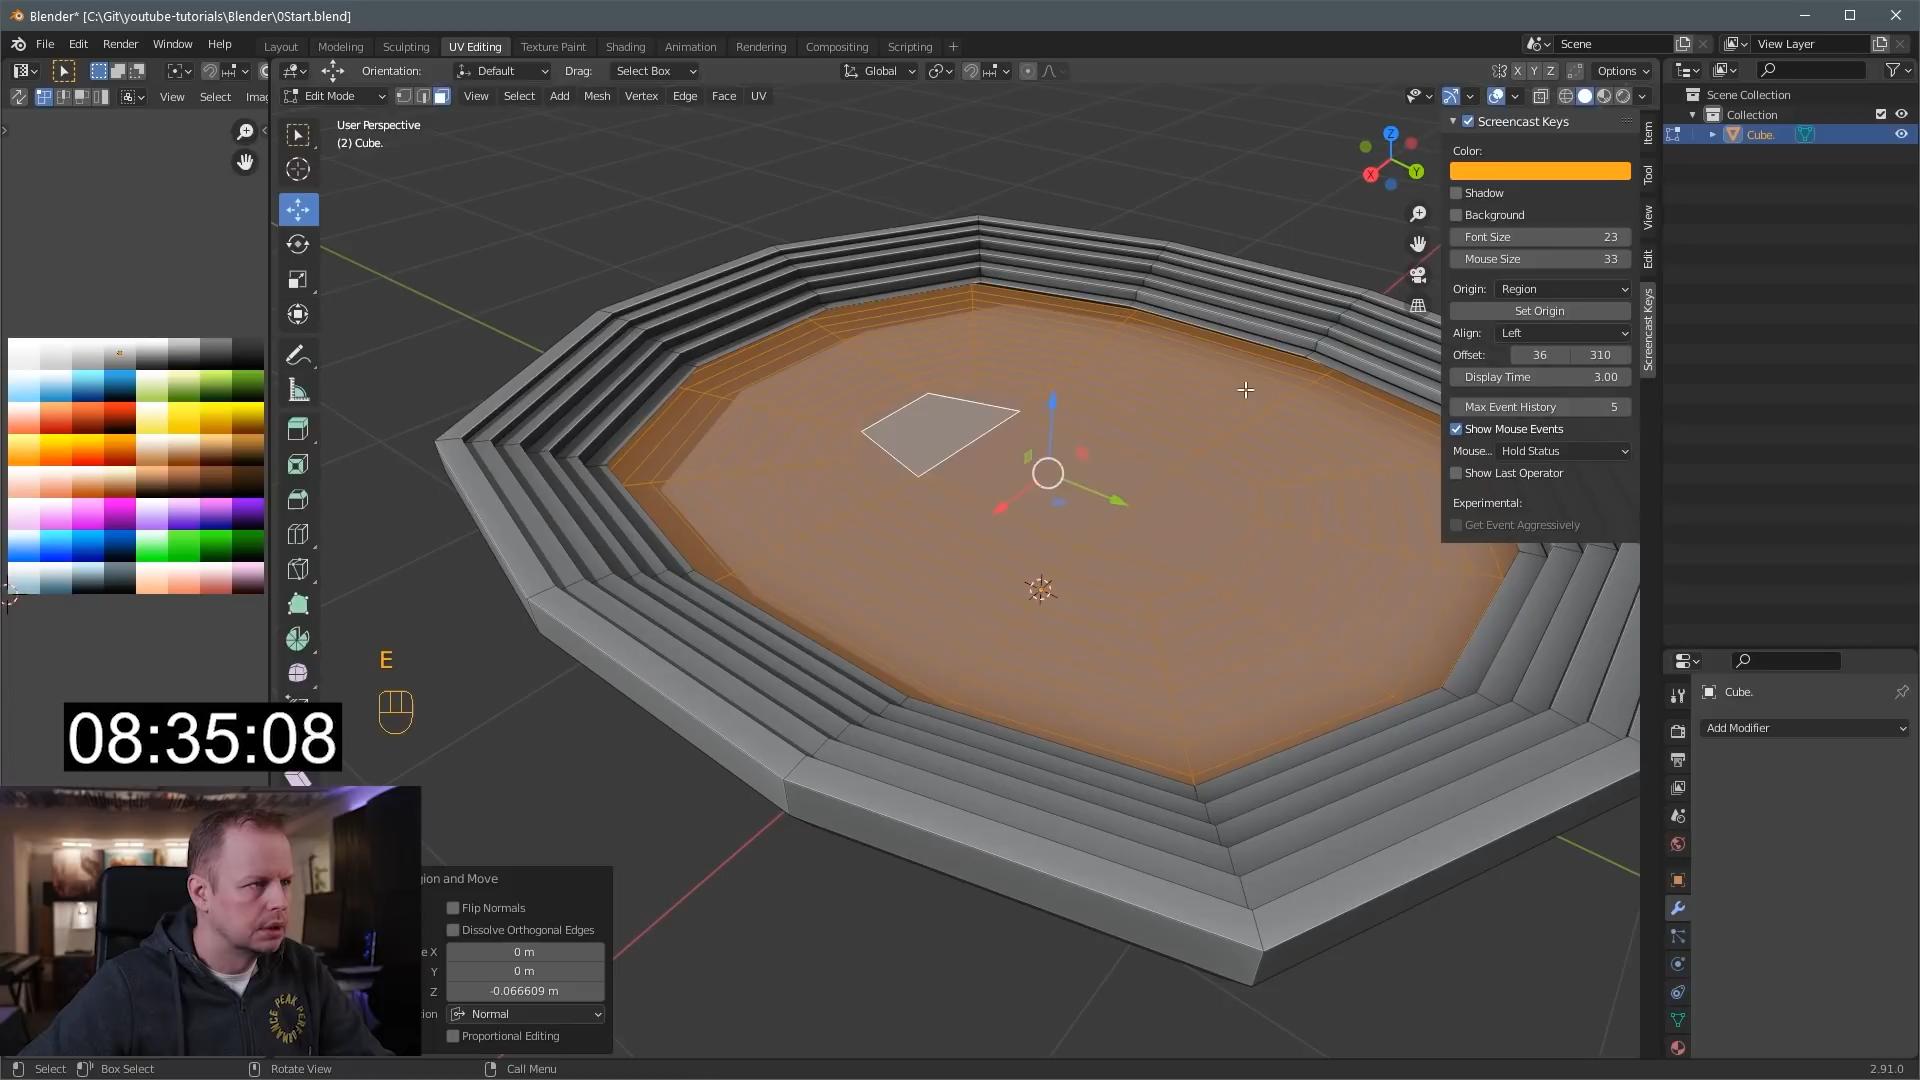 Blender* [C:\Git\youtube-tutorials\Blender\0Start.blend]
File Edit Render Window Help
Layout Modeling Sculpting UV Editing Texture Paint Shading Animation Rendering Compositing Scripting +
Scene
View Layer
Orientation: Default Drag: Select Box
Global
X Y Z Options
View Select Imag
Edit Mode View Select Add Mesh Vertex Edge Face UV
User Perspective
(2) Cube.
Z
X
Y
Screencast Keys
Color:
Shadow
Background
Font Size 23
Mouse Size 33
Origin: Region
Set Origin
Align: Left
Offset: 36 310
Display Time 3.00
Max Event History 5
Show Mouse Events
Mouse... Hold Status
Show Last Operator
Experimental:
Get Event Aggressively
Item
Tool
View
Edit
Screencast Keys
Scene Collection
Collection
Cube.
Cube.
Add Modifier
E
08:35:08
gion and Move
Flip Normals
Dissolve Orthogonal Edges
e X 0 m
Y 0 m
Z -0.066609 m
ion Normal
Proportional Editing
PEAK PERFORMANCE
Select Box Select Rotate View Call Menu
2.91.0